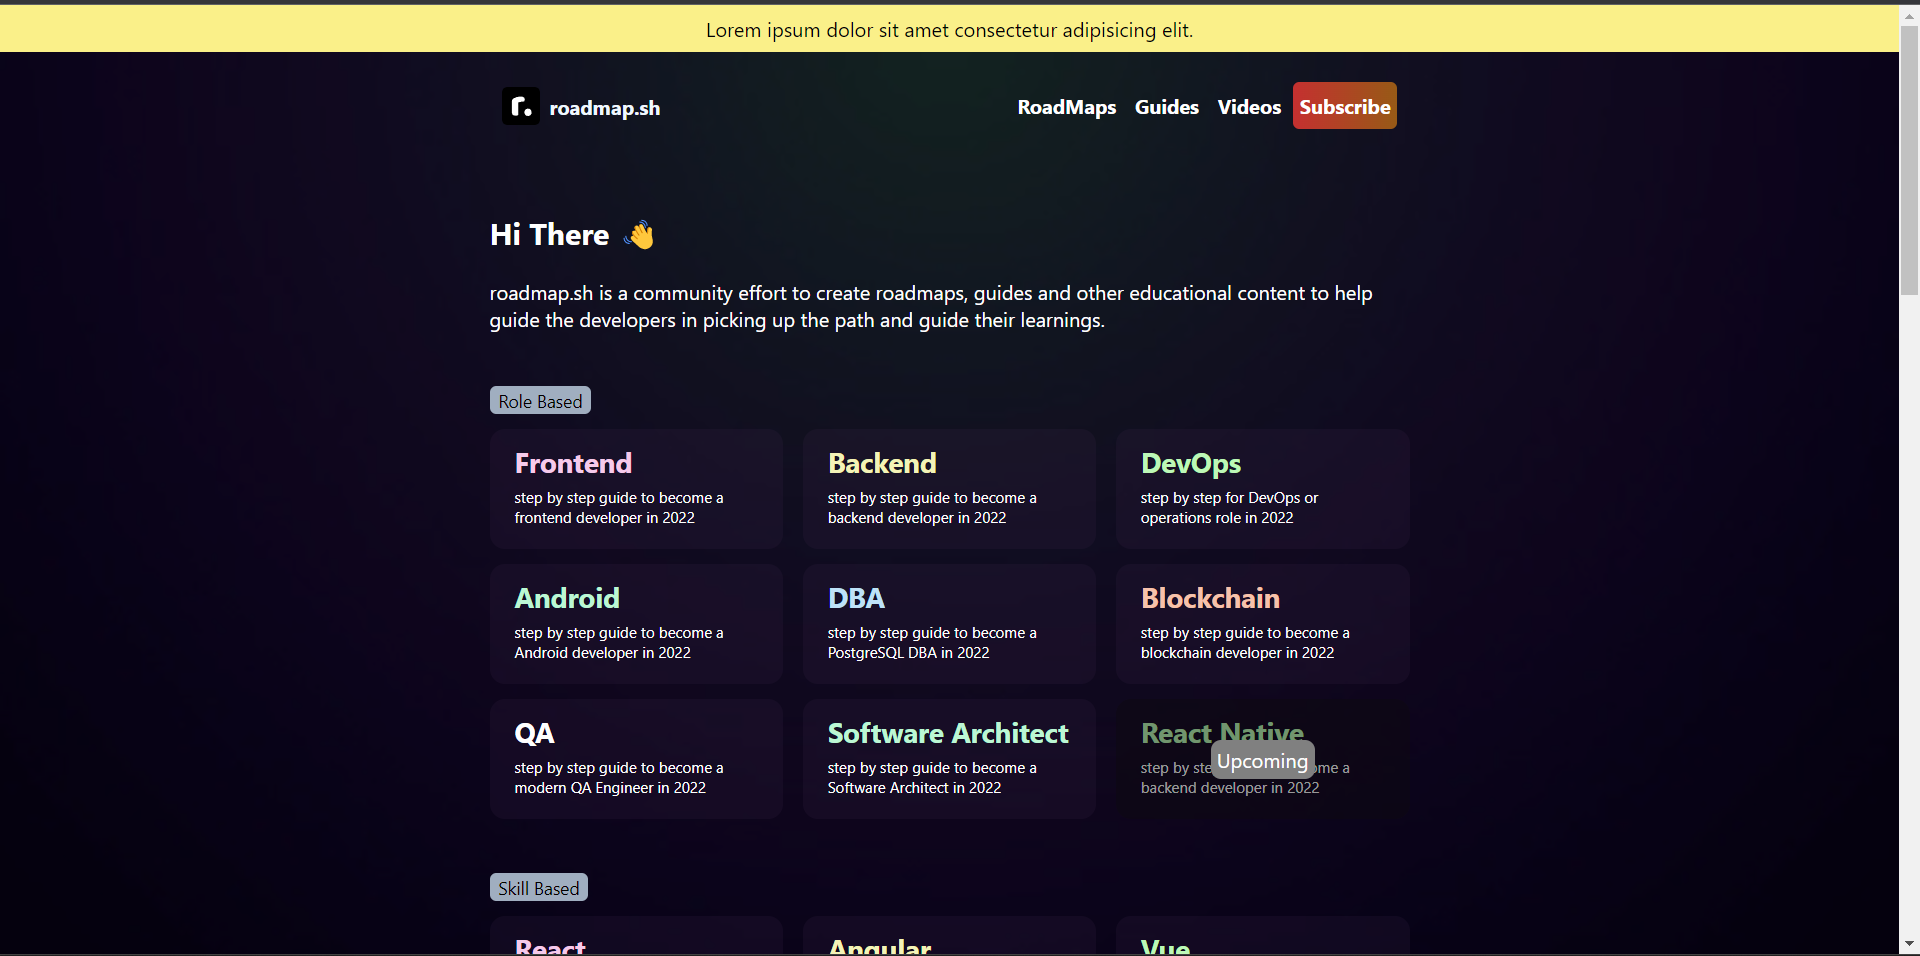 Lorem ipsum dolor sit amet consectetur adipisicing elit.
r. roadmap.sh
RoadMaps Guides Videos Subscribe
Hi There 👋
roadmap.sh is a community effort to create roadmaps, guides and other educational content to help
guide the developers in picking up the path and guide their learnings.
Role Based
Frontend
step by step guide to become a
frontend developer in 2022
Backend
step by step guide to become a
backend developer in 2022
DevOps
step by step for DevOps or
operations role in 2022
Android
step by step guide to become a
Android developer in 2022
DBA
step by step guide to become a
PostgreSQL DBA in 2022
Blockchain
step by step guide to become a
blockchain developer in 2022
QA
step by step guide to become a
modern QA Engineer in 2022
Software Architect
step by step guide to become a
Software Architect in 2022
React Native
Upcoming
step by me a
backend developer in 2022
Skill Based
React
Angular
Vue